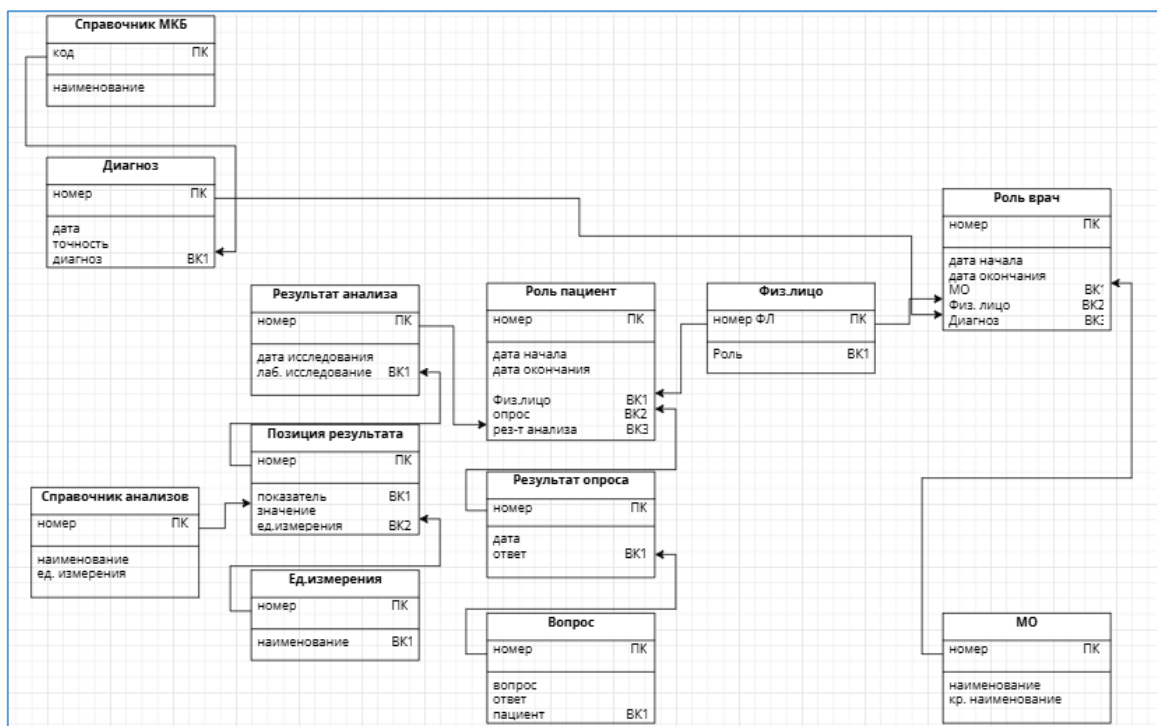 Справочник МКБ
код ПК
наименование
Диагноз
номер ПК
дата
точность
диагноз ВК1
Результат анализа
номер ПК
дата исследования
лаб. исследование ВК1
Роль пациент
номер ПК
дата начала
дата окончания
Физ.лицо ВК1
опрос ВК2
рез-т анализа ВК3
Физ.лицо
номер ФЛ ПК
Роль ВК1
Роль врач
номер ПК
дата начала
дата окончания
МО ВК1
Физ. лицо ВК2
Диагноз ВК3
Позиция результата
номер ПК
показатель ВК1
значение
ед.измерения ВК2
Справочник анализов
номер ПК
наименование
ед. измерения
Результат опроса
номер ПК
дата
ответ ВК1
Ед.измерения
номер ПК
наименование ВК1
Вопрос
номер ПК
вопрос
ответ
пациент ВК1
МО
номер ПК
наименование
кр. наименование